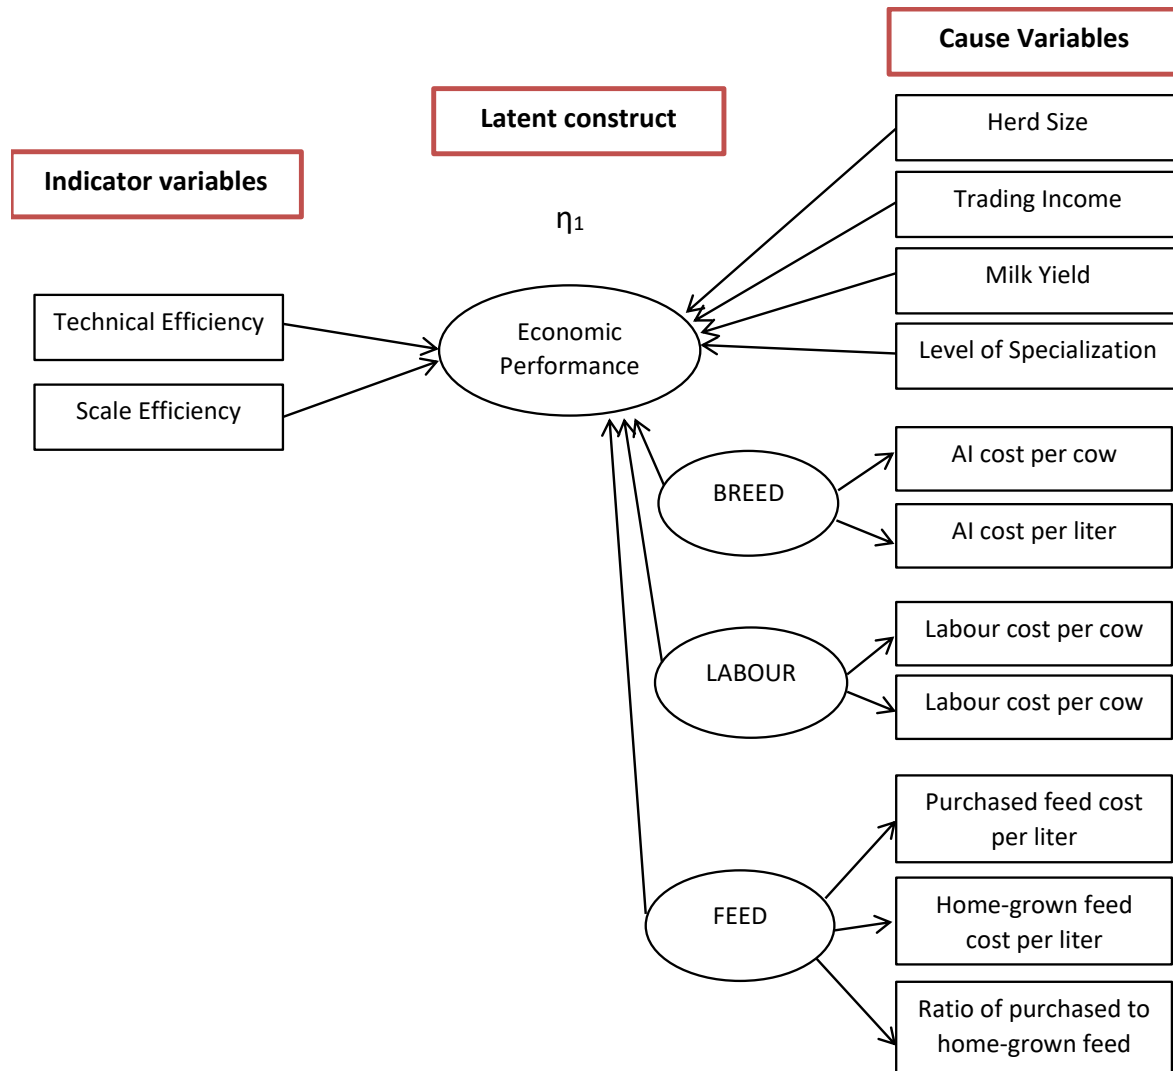 Cause Variables
Latent construct
Indicator variables
η1
Herd Size
Trading Income
Milk Yield
Level of Specialization
Technical Efficiency
Scale Efficiency
Economic
Performance
BREED
AI cost per cow
AI cost per liter
LABOUR
Labour cost per cow
Labour cost per cow
FEED
Purchased feed cost
per liter
Home-grown feed
cost per liter
Ratio of purchased to
home-grown feed